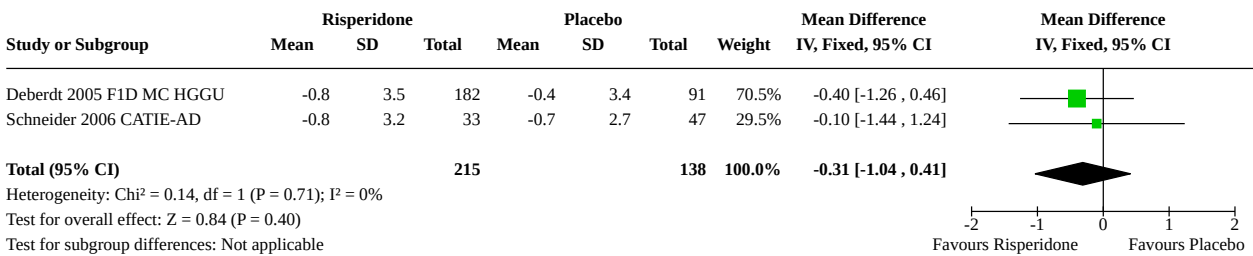 Risperidone Placebo Mean Difference Mean Difference
Study or Subgroup Mean SD Total Mean SD Total Weight IV, Fixed, 95% CI IV, Fixed, 95% CI
Deberdt 2005 F1D MC HGGU -0.8 3.5 182 -0.4 3.4 91 70.5% -0.40 [-1.26 , 0.46]
Schneider 2006 CATIE-AD -0.8 3.2 33 -0.7 2.7 47 29.5% -0.10 [-1.44 , 1.24]
Total (95% CI) 215 138 100.0% -0.31 [-1.04 , 0.41]
Heterogeneity: Chi² = 0.14, df = 1 (P = 0.71); I² = 0%
Test for overall effect: Z = 0.84 (P = 0.40) -2 -1 0 1 2
Test for subgroup differences: Not applicable Favours Risperidone Favours Placebo